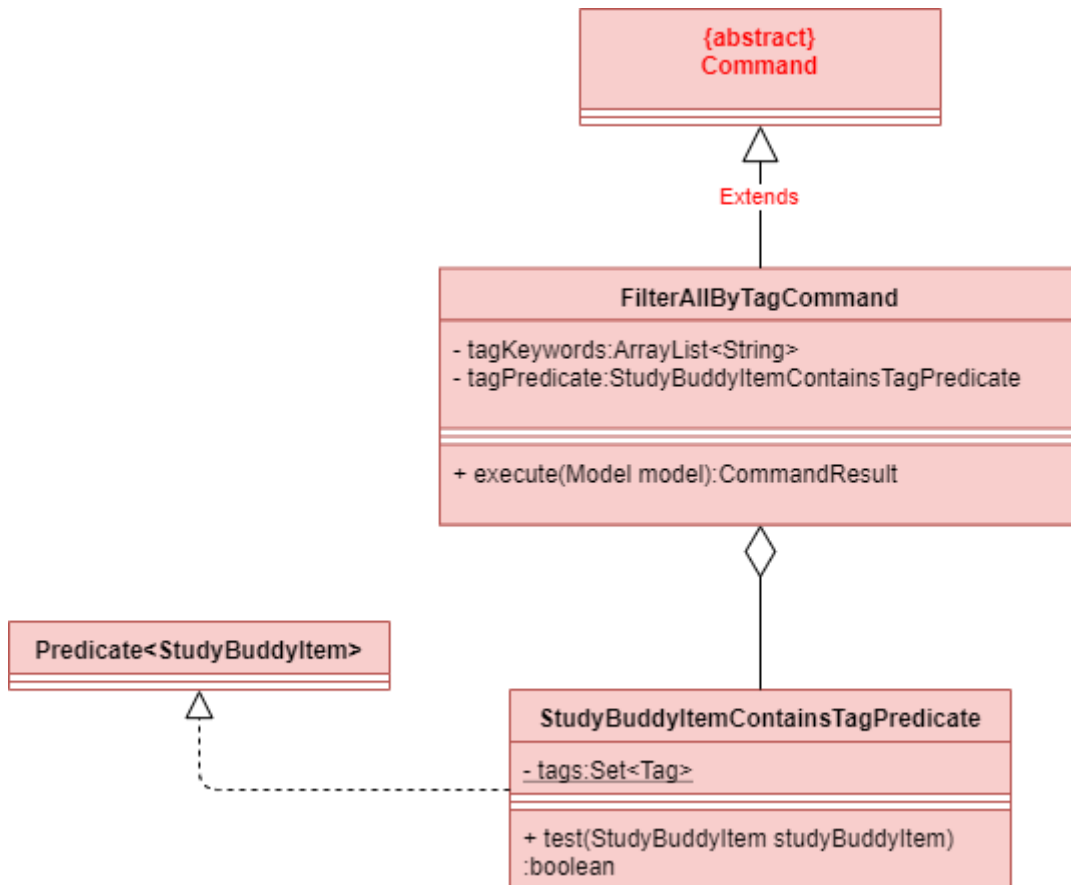 {abstract}
Command
Extends
FilterAllByTagCommand
- tagKeywords:ArrayList<String>
- tagPredicate:StudyBuddyItemContainsTagPredicate
+ execute(Model model):CommandResult
Predicate<StudyBuddyItem>
StudyBuddyItemContainsTagPredicate
- tags:Set<Tag>
+ test(StudyBuddyItem studyBuddyItem)
:boolean